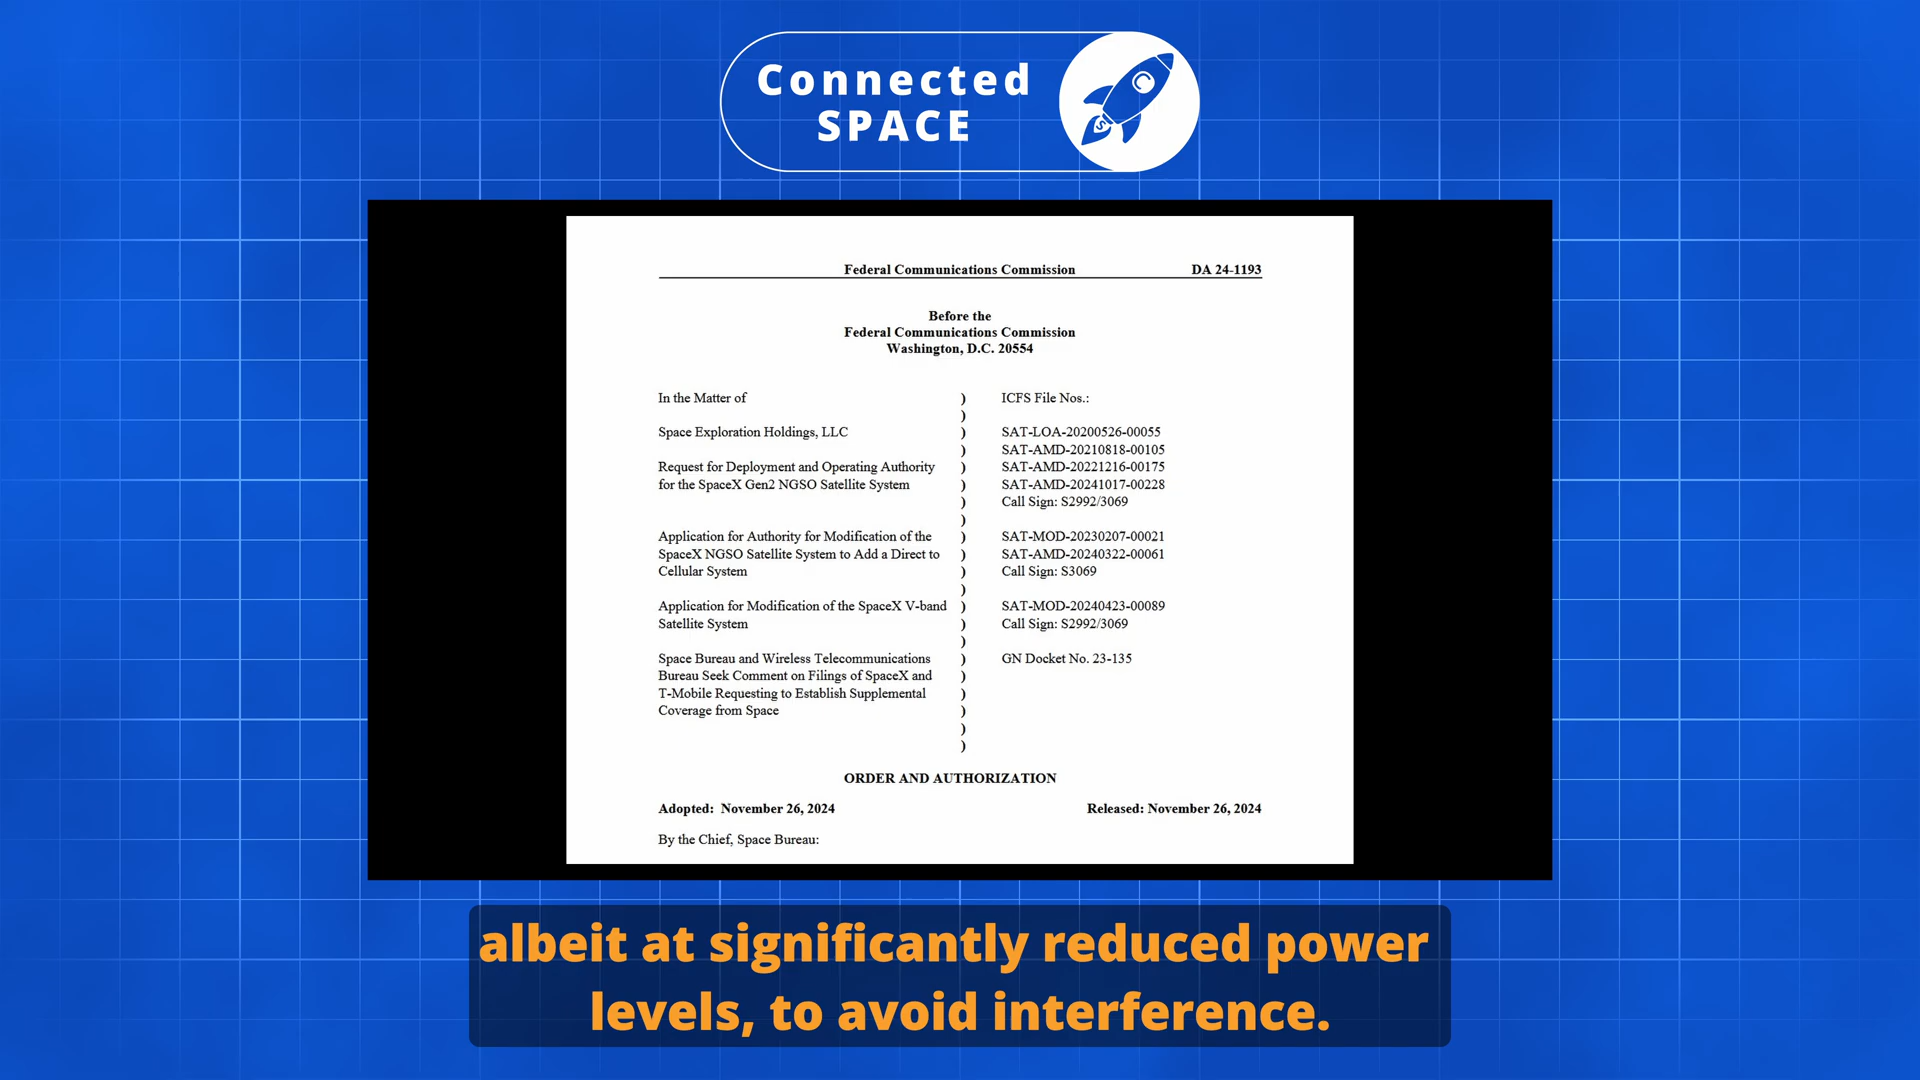 Connected
SPACE
Federal Communications Commission DA 24-1193
Before the
Federal Communications Commission
Washington, D.C. 20554
In the Matter of ) ICFS File Nos.:
)
Space Exploration Holdings, LLC ) SAT-LOA-20200526-00055
) SAT-AMD-20210818-00105
Request for Deployment and Operating Authority ) SAT-AMD-20221216-00175
for the SpaceX Gen2 NGSO Satellite System ) SAT-AMD-20241017-00228
) Call Sign: S2992/3069
)
Application for Authority for Modification of the ) SAT-MOD-20230207-00021
SpaceX NGSO Satellite System to Add a Direct to ) SAT-AMD-20240322-00061
Cellular System ) Call Sign: S3069
)
Application for Modification of the SpaceX V-band ) SAT-MOD-20240423-00089
Satellite System ) Call Sign: S2992/3069
)
Space Bureau and Wireless Telecommunications ) GN Docket No. 23-135
Bureau Seek Comment on Filings of SpaceX and )
T-Mobile Requesting to Establish Supplemental )
Coverage from Space )
)
)
ORDER AND AUTHORIZATION
Adopted: November 26, 2024 Released: November 26, 2024
By the Chief, Space Bureau:
albeit at significantly reduced power
levels, to avoid interference.